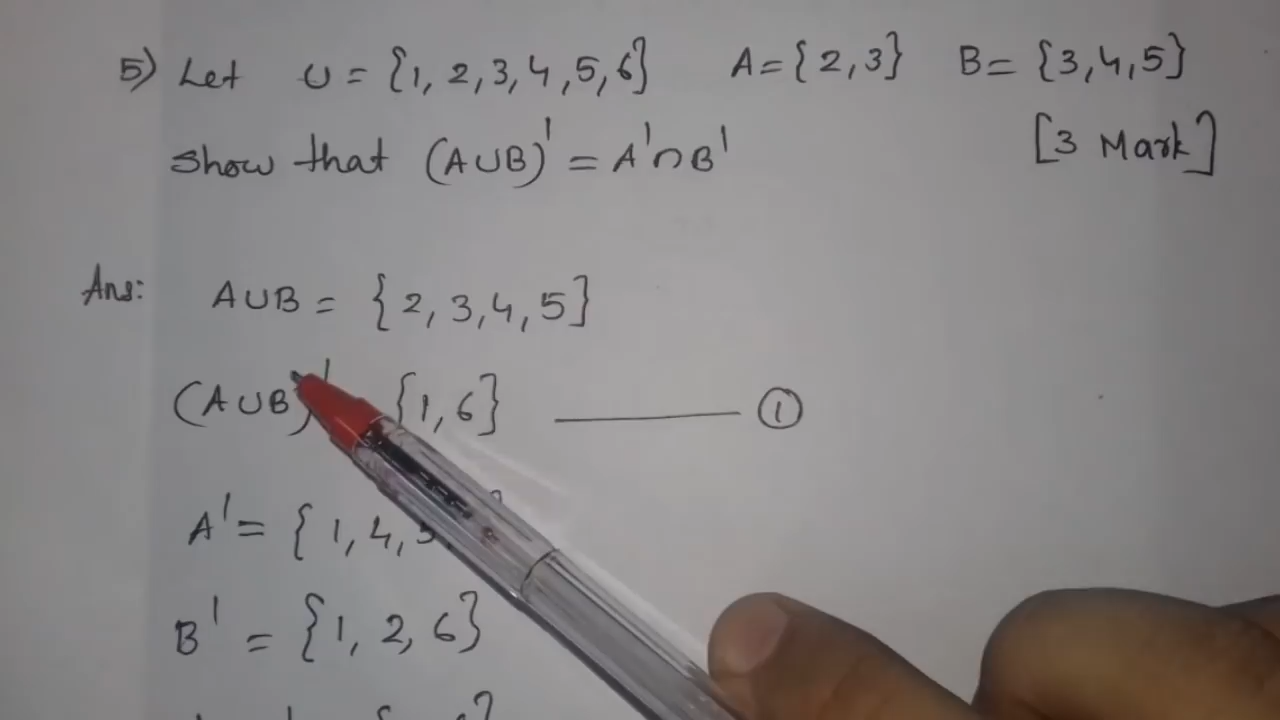 5) Let U = {1, 2, 3, 4, 5, 6} A = {2, 3} B = {3, 4, 5}
Show that (A∪B)' = A'∩B' [3 Mark]
Ans: A∪B = {2, 3, 4, 5}
(A∪B)' {1, 6} ——— ①
A' = {1, 4, 5
B' = {1, 2, 6}